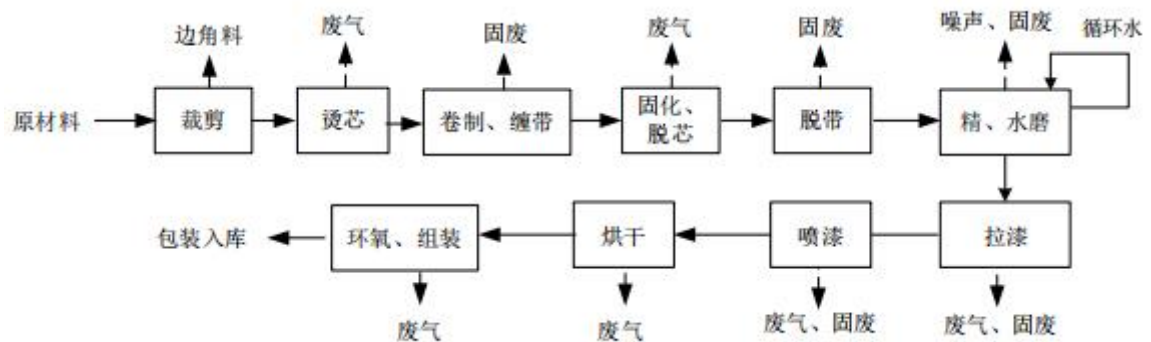 边角料
废气
固废
废气
固废
噪声、固废
循环水
原材料
裁剪
烫芯
卷制、缠带
固化、
脱芯
脱带
精、水磨
包装入库
环氧、组装
烘干
喷漆
拉漆
废气
废气
废气、固废
废气、固废